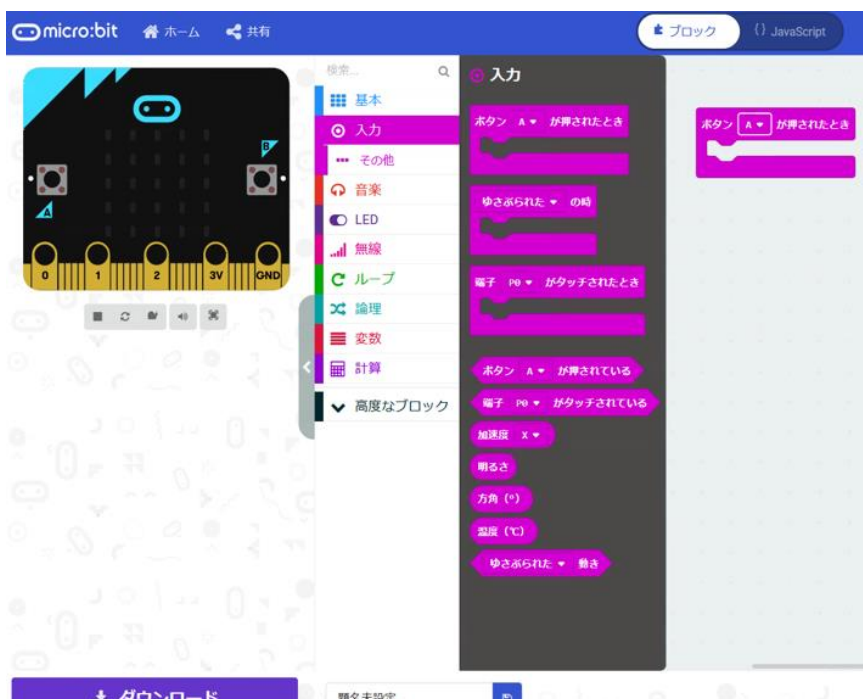 micro:bit ホーム 共有 ブロック {} JavaScript
B
A
0 1 2 3V GND
検索...
基本
入力
その他
音楽
LED
無線
ループ
論理
変数
計算
高度なブロック
入力
ボタン A が押されたとき
ゆさぶられた の時
端子 P0 がタッチされたとき
ボタン A が押されている
端子 P0 がタッチされている
加速度 X
明るさ
方角 (°)
温度 (℃)
ゆさぶられた 動き
ボタン A が押されたとき
ダウンロード
題名未設定